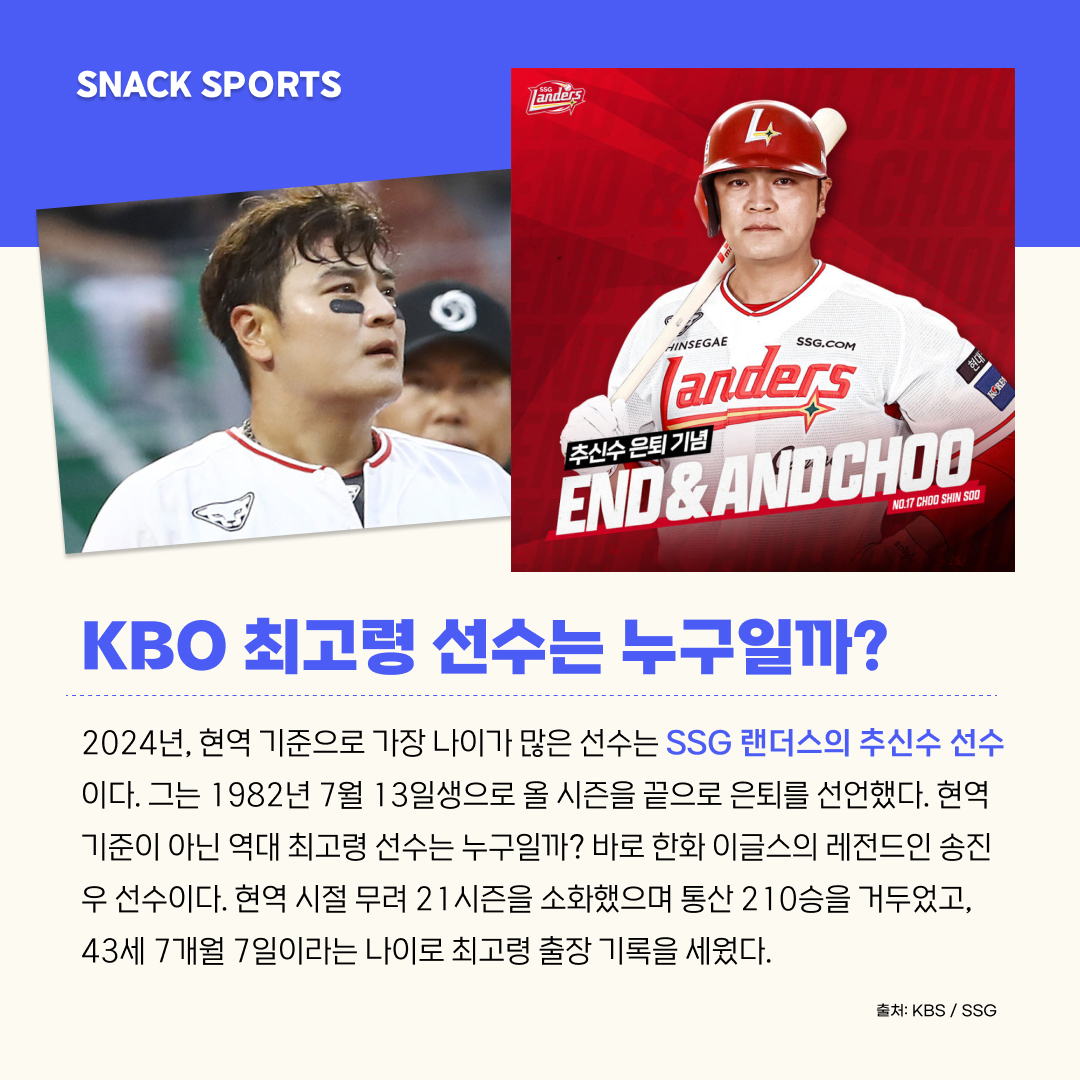 SNACK SPORTS
SSG
Landers
SHINSEGAE
SSG.COM
Landers
추신수 은퇴 기념
END & AND CHOO
NO.17 CHOO SHIN SOO
KBO 최고령 선수는 누구일까?
2024년, 현역 기준으로 가장 나이가 많은 선수는 SSG 랜더스의 추신수 선수
이다. 그는 1982년 7월 13일생으로 올 시즌을 끝으로 은퇴를 선언했다. 현역
기준이 아닌 역대 최고령 선수는 누구일까? 바로 한화 이글스의 레전드인 송진
우 선수이다. 현역 시절 무려 21시즌을 소화했으며 통산 210승을 거두었고,
43세 7개월 7일이라는 나이로 최고령 출장 기록을 세웠다.
출처: KBS / SSG